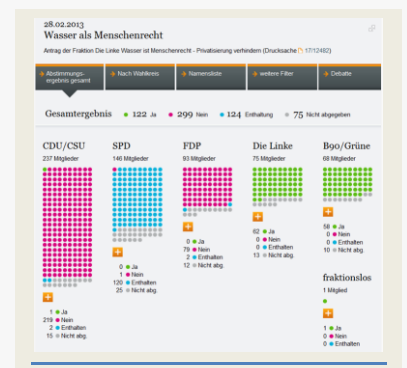 28.02.2013
Wasser als Menschenrecht
Antrag der Fraktion Die Linke Wasser ist Menschenrecht - Privatisierung verhindern (Drucksache 17/12482)
Abstimmungs-
ergebnis gesamt
Nach Wahlkreis
Namensliste
weitere Filter
Debatte
Gesamtergebnis 122 Ja 299 Nein 124 Enthaltung 75 Nicht abgegeben
CDU/CSU
237 Mitglieder
1 Ja
219 Nein
2 Enthalten
15 Nicht abg.
SPD
146 Mitglieder
0 Ja
1 Nein
120 Enthalten
25 Nicht abg.
FDP
93 Mitglieder
0 Ja
79 Nein
2 Enthalten
12 Nicht abg.
Die Linke
75 Mitglieder
62 Ja
0 Nein
0 Enthalten
13 Nicht abg.
B90/Grüne
68 Mitglieder
58 Ja
0 Nein
0 Enthalten
10 Nicht abg.
fraktionslos
1 Mitglied
1 Ja
0 Nein
0 Enthalten